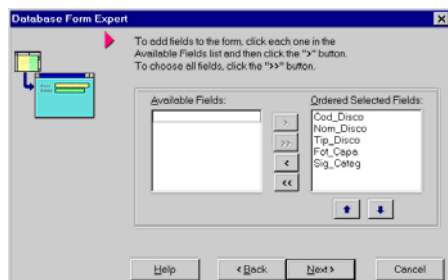 Database Form Expert
To add fields to the form, click each one in the
Available Fields list and then click the ">" button.
To choose all fields, click the ">>" button.
Available Fields:
Ordered Selected Fields:
>
>>
<
<<
Cod_Disco
Nom_Disco
Tip_Disco
Fot_Capa
Sig_Categ
Help
< Back
Next >
Cancel